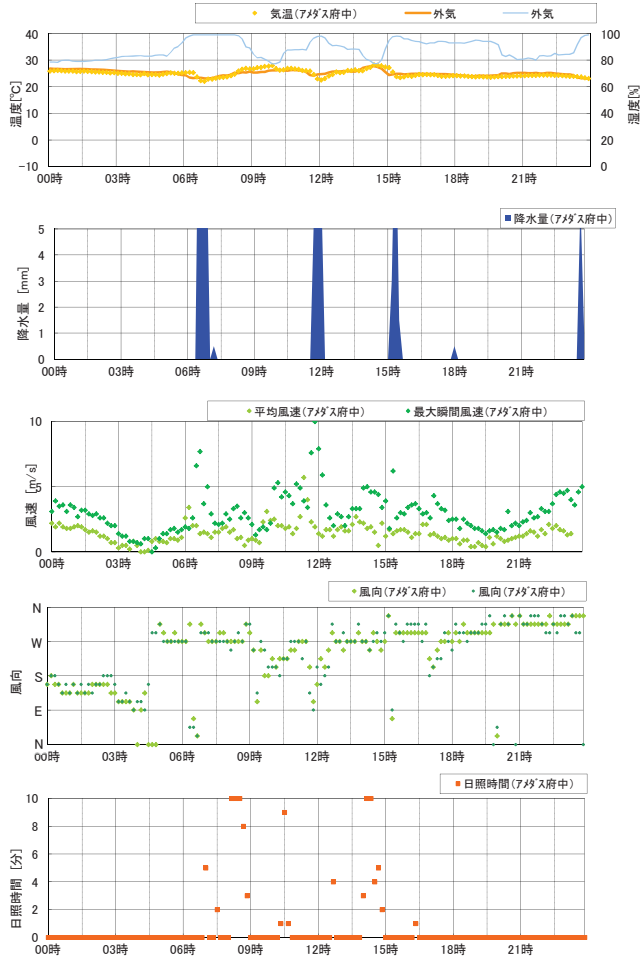 気温(アメダス府中) 外気 外気
40 100
30 80
20 60
10 40
0 20
-10 0
温度[℃]
湿度[%]
00時 03時 06時 09時 12時 15時 18時 21時
降水量(アメダス府中)
5
4
3
2
1
0
降水量 [mm]
00時 03時 06時 09時 12時 15時 18時 21時
平均風速(アメダス府中) 最大瞬間風速(アメダス府中)
10
5
0
風速 [m/s]
00時 03時 06時 09時 12時 15時 18時 21時
風向(アメダス府中) 風向(アメダス府中)
N
W
S
E
N
風向
00時 03時 06時 09時 12時 15時 18時 21時
日照時間(アメダス府中)
10
8
6
4
2
0
日照時間 [分]
00時 03時 06時 09時 12時 15時 18時 21時